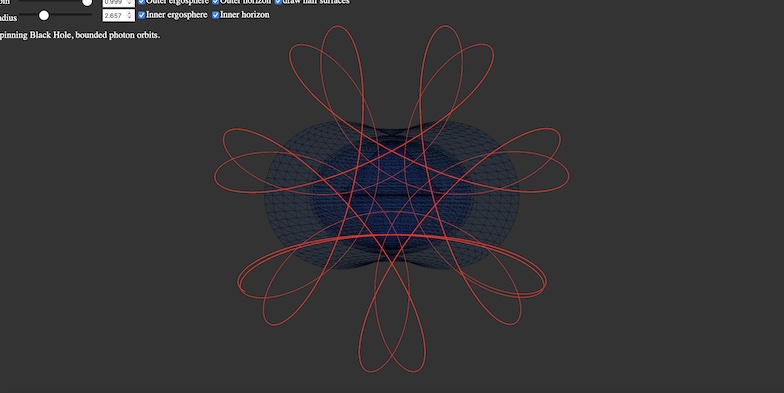 pin 0.999 Outer ergosphere Outer horizon draw half surfaces
adius 2.657 Inner ergosphere Inner horizon
pinning Black Hole, bounded photon orbits.